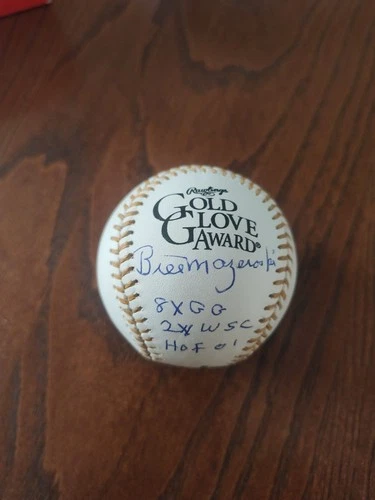 Rawlings
GOLD
GLOVE
AWARD®
Bill Mazeroski
8X GG
2X WSC
HOF 01